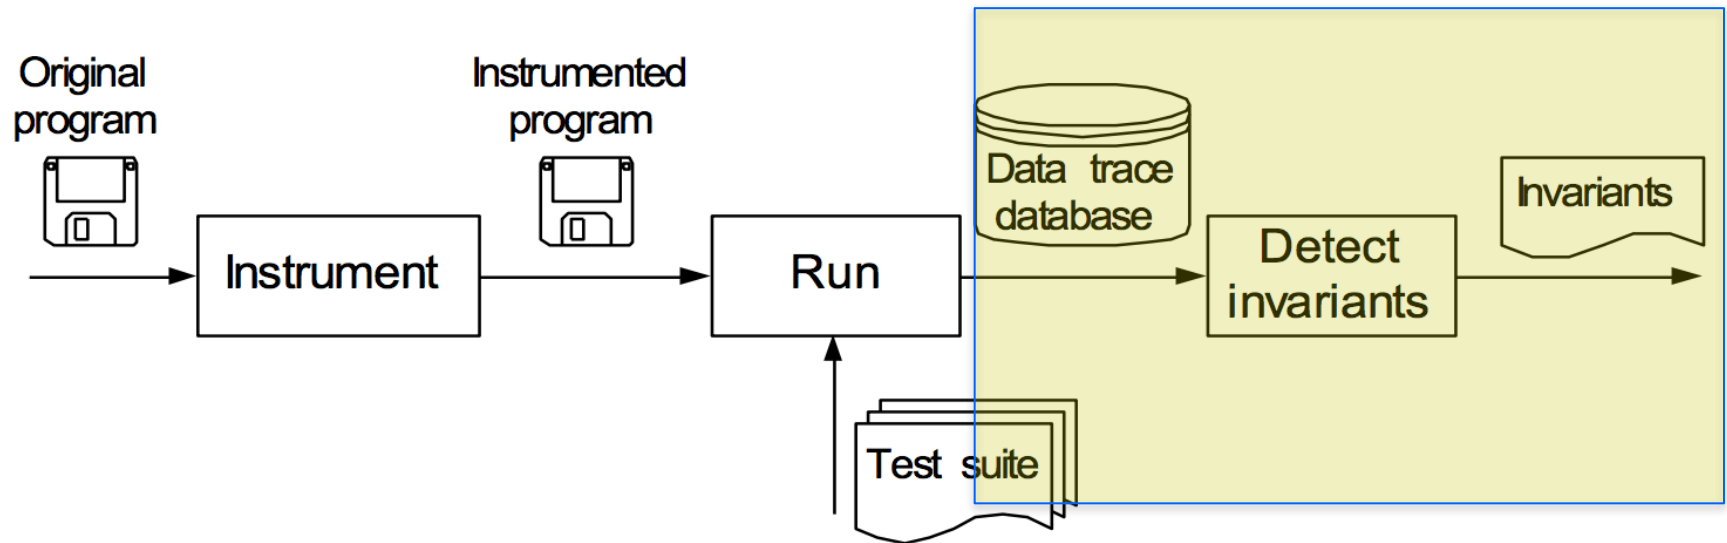 Original
program
Instrumented
program
Data trace
database
Invariants
Instrument
Run
Detect
invariants
Test suite